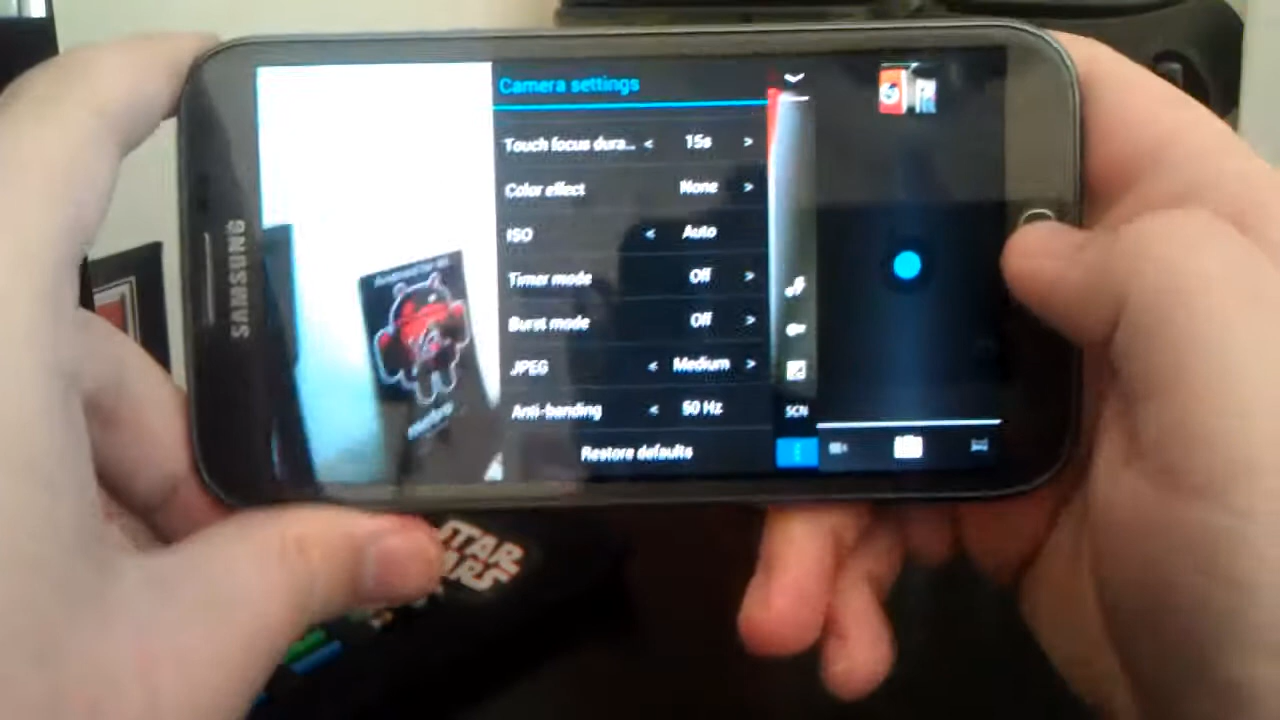 SAMSUNG
Camera settings
Touch focus dura... < 15s >
Color effect None >
ISO < Auto
Timer mode Off >
Burst mode Off >
JPEG < Medium >
Anti-banding < 50 Hz
Restore defaults
SCN
STAR
WARS